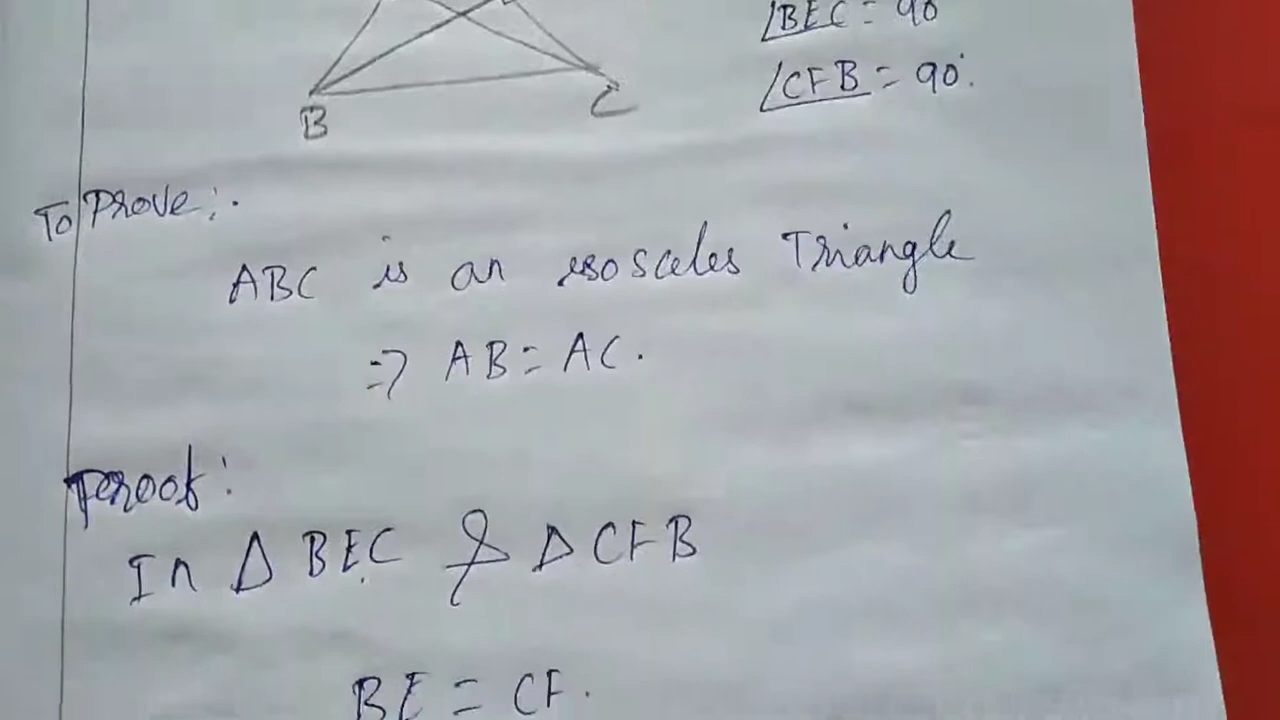 ∠BEC = 90
∠CFB = 90°.
B
C
To Prove:.
ABC is an isosceles Triangle
⇒ AB = AC.
Proof:
In Δ BEC & Δ CFB
BE = CF.